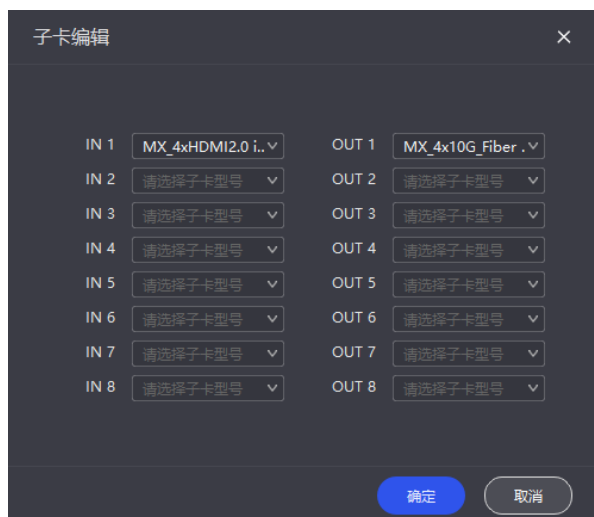 子卡编辑
IN 1 MX_4xHDMI2.0 i.. OUT 1 MX_4x10G_Fiber .
IN 2 请选择子卡型号 OUT 2 请选择子卡型号
IN 3 请选择子卡型号 OUT 3 请选择子卡型号
IN 4 请选择子卡型号 OUT 4 请选择子卡型号
IN 5 请选择子卡型号 OUT 5 请选择子卡型号
IN 6 请选择子卡型号 OUT 6 请选择子卡型号
IN 7 请选择子卡型号 OUT 7 请选择子卡型号
IN 8 请选择子卡型号 OUT 8 请选择子卡型号
确定 取消